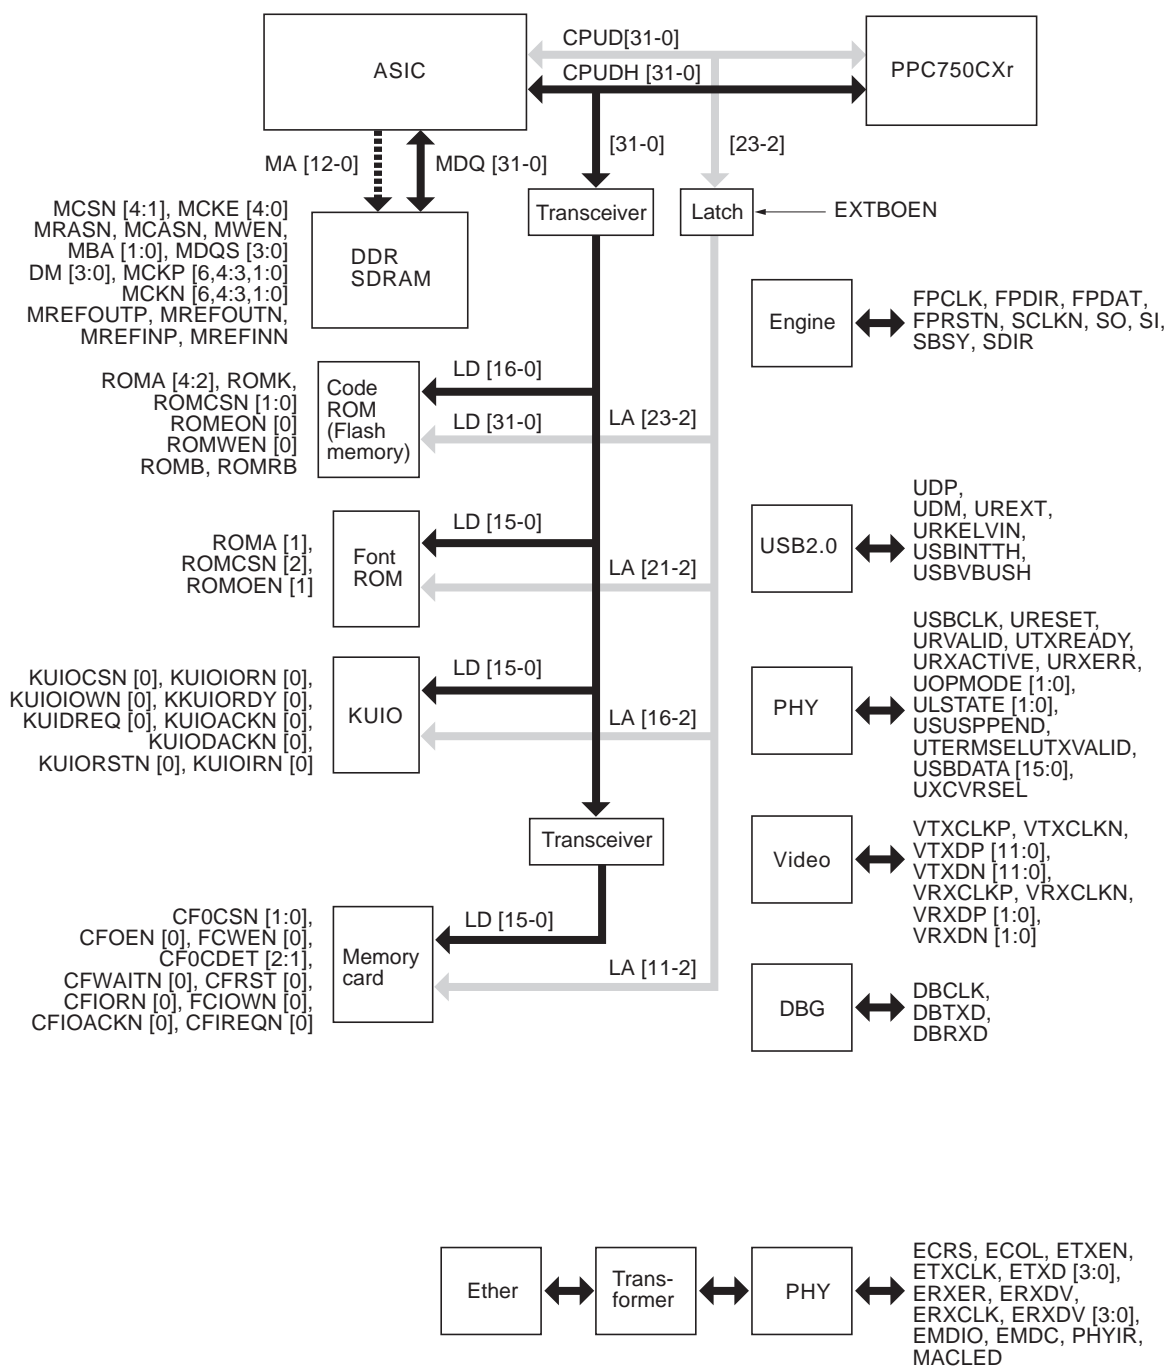 CPUD[31-0]
ASIC
PPC750CXr
CPUDH [31-0]
MA [12-0]
MDQ [31-0]
[31-0]
[23-2]
MCSN [4:1], MCKE [4:0]
MRASN, MCASN, MWEN,
MBA [1:0], MDQS [3:0]
DM [3:0], MCKP [6,4:3,1:0]
MCKN [6,4:3,1:0]
MREFOUTP, MREFOUTN,
MREFINP, MREFINN
DDR
SDRAM
Transceiver
Latch
EXTBOEN
Engine
FPCLK, FPDIR, FPDAT,
FPRSTN, SCLKN, SO, SI,
SBSY, SDIR
ROMA [4:2], ROMK,
ROMCSN [1:0]
ROMEON [0]
ROMWEN [0]
ROMB, ROMRB
Code
ROM
(Flash
memory)
LD [16-0]
LD [31-0]
LA [23-2]
USB2.0
UDP,
UDM, UREXT,
URKELVIN,
USBINTTH,
USBVBUSH
ROMA [1],
ROMCSN [2],
ROMOEN [1]
Font
ROM
LD [15-0]
LA [21-2]
PHY
USBCLK, URESET,
URVALID, UTXREADY,
URXACTIVE, URXERR,
UOPMODE [1:0],
ULSTATE [1:0],
USUSPPEND,
UTERMSELUTXVALID,
USBDATA [15:0],
UXCVRSEL
KUIOCSN [0], KUIOIORN [0],
KUIOIOWN [0], KKUIORDY [0],
KUIDREQ [0], KUIOACKN [0],
KUIODACKN [0],
KUIORSTN [0], KUIOIRN [0]
KUIO
LD [15-0]
LA [16-2]
Transceiver
Video
VTXCLKP, VTXCLKN,
VTXDP [11:0],
VTXDN [11:0],
VRXCLKP, VRXCLKN,
VRXDP [1:0],
VRXDN [1:0]
CF0CSN [1:0],
CFOEN [0], FCWEN [0],
CF0CDET [2:1],
CFWAITN [0], CFRST [0],
CFIORN [0], FCIOWN [0],
CFIOACKN [0], CFIREQN [0]
Memory
card
LD [15-0]
LA [11-2]
DBG
DBCLK,
DBTXD,
DBRXD
Ether
Trans-
former
PHY
ECRS, ECOL, ETXEN,
ETXCLK, ETXD [3:0],
ERXER, ERXDV,
ERXCLK, ERXDV [3:0],
EMDIO, EMDC, PHYIR,
MACLED